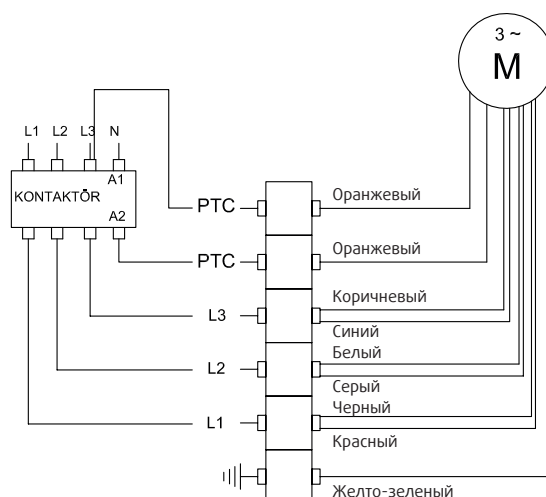 3 ~
M
L1 L2 L3 N
A1
KONTAKTÖR
A2
PTC Оранжевый
PTC Оранжевый
L3 Коричневый
Синий
L2 Белый
Серый
L1 Черный
Красный
Желто-зеленый